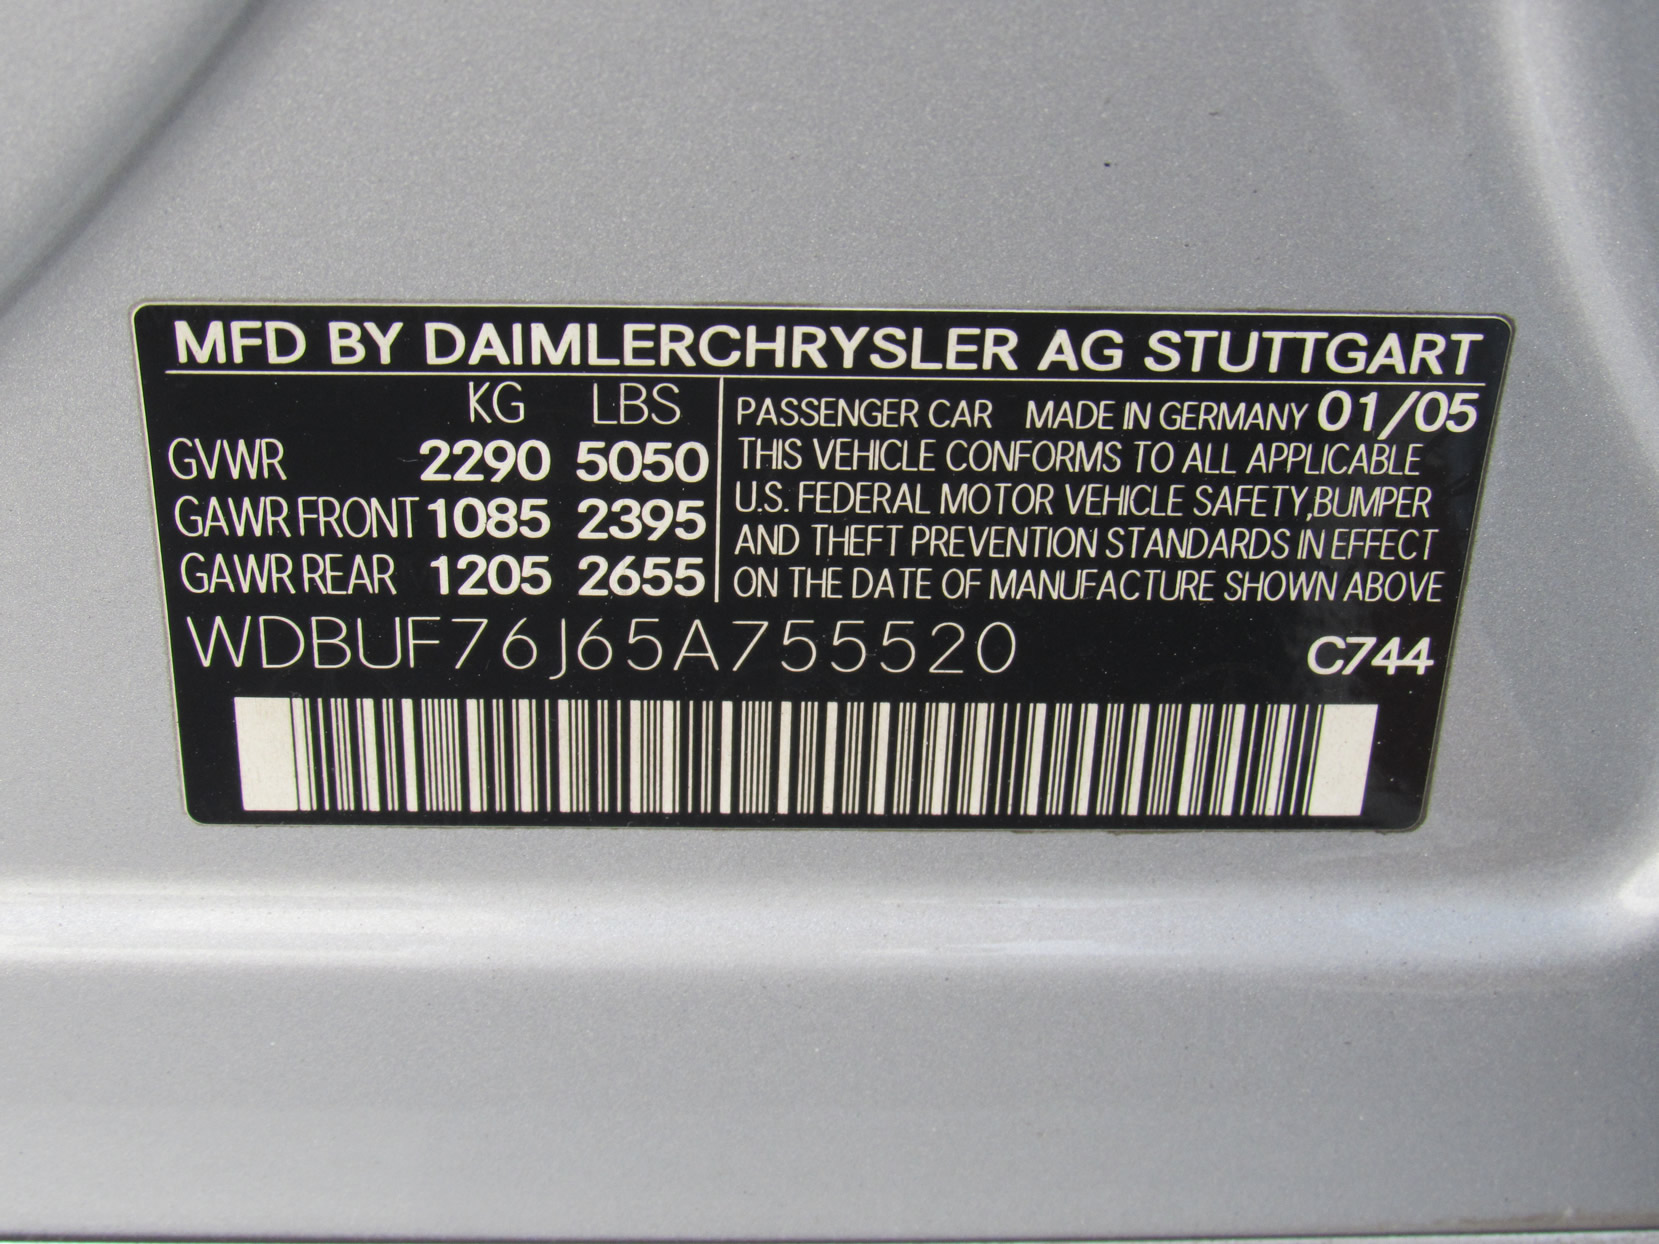 MFD BY DAIMLERCHRYSLER AG STUTTGART
KG LBS
GVWR 2290 5050
GAWR FRONT 1085 2395
GAWR REAR 1205 2655
PASSENGER CAR MADE IN GERMANY 01/05
THIS VEHICLE CONFORMS TO ALL APPLICABLE
U.S. FEDERAL MOTOR VEHICLE SAFETY,BUMPER
AND THEFT PREVENTION STANDARDS IN EFFECT
ON THE DATE OF MANUFACTURE SHOWN ABOVE
WDBUF76J65A755520 C744